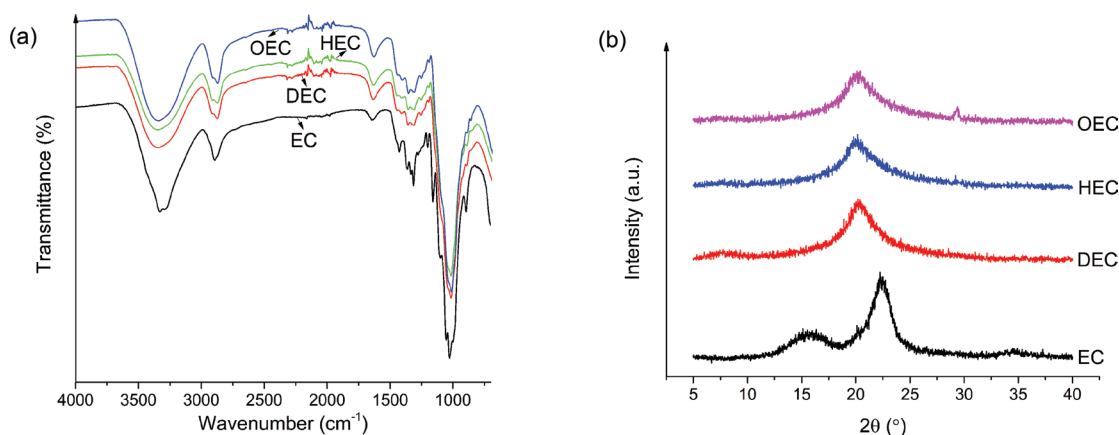 (a)
OEC
HEC
DEC
EC
Transmittance (%)
4000 3500 3000 2500 2000 1500 1000
Wavenumber (cm⁻¹)
(b)
OEC
HEC
DEC
EC
Intensity (a.u.)
5 10 15 20 25 30 35 40
2θ (°)